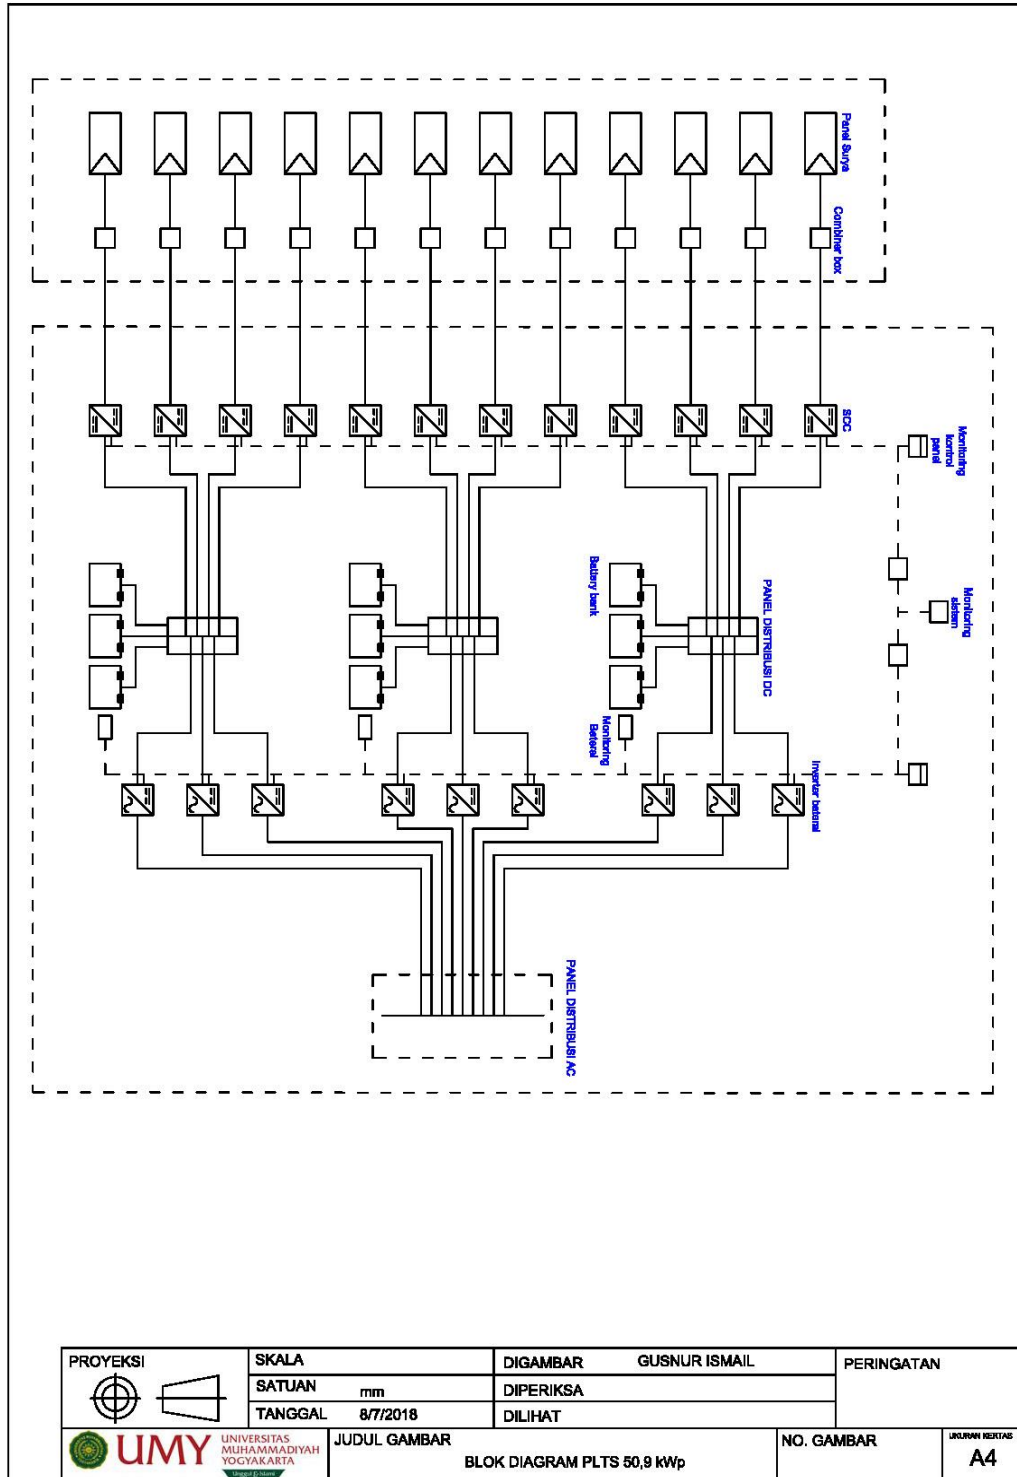 Panel Surya
Combiner box
SCC
Monitoring
kontrol
panel
Monitoring
sistem
Battery bank
PANEL DISTRIBUSI DC
Monitoring
Baterai
Inverter baterai
PANEL DISTRIBUSI AC
PROYEKSI
SKALA
DIGAMBAR GUSNUR ISMAIL
PERINGATAN
SATUAN mm
DIPERIKSA
TANGGAL 8/7/2018
DILIHAT
UMY
UNIVERSITAS
MUHAMMADIYAH
YOGYAKARTA
Unggul & Islami
JUDUL GAMBAR
BLOK DIAGRAM PLTS 50,9 kWp
NO. GAMBAR
UKURAN KERTAS
A4